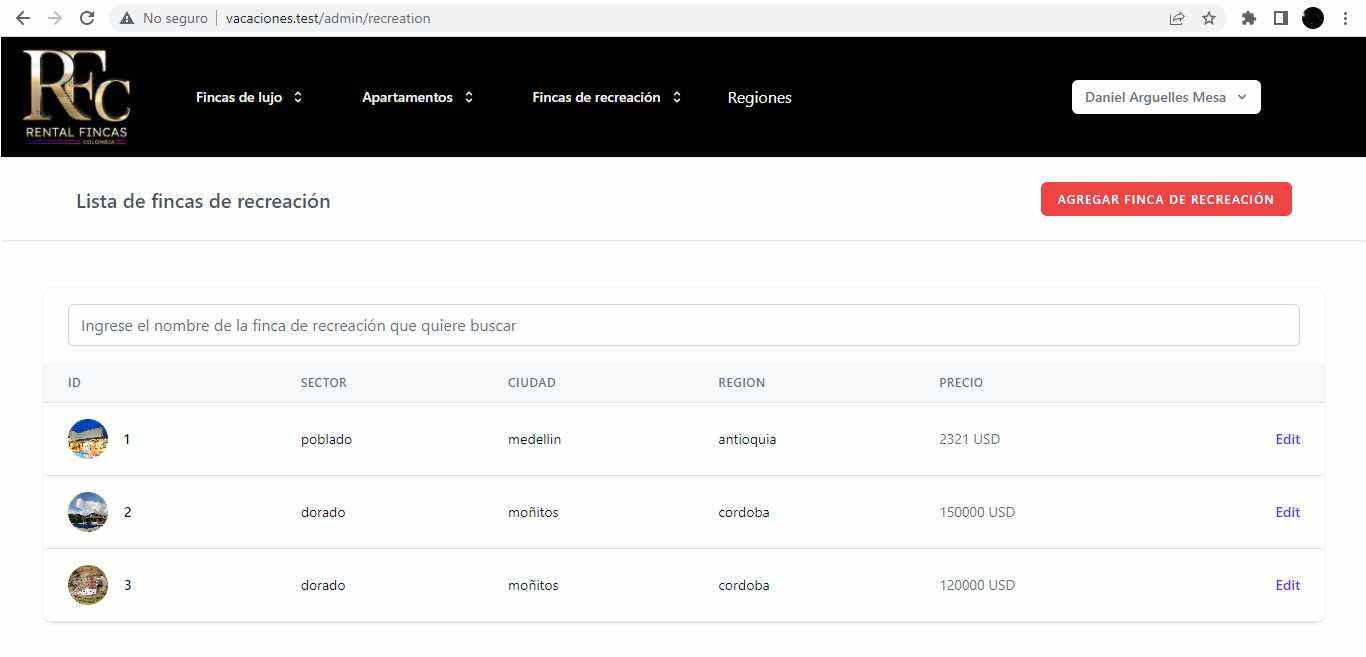 No seguro vacaciones.test/admin/recreation
RFC
RENTAL FINCAS
COLOMBIA
Fincas de lujo Apartamentos Fincas de recreación Regiones Daniel Arguelles Mesa
Lista de fincas de recreación AGREGAR FINCA DE RECREACIÓN
Ingrese el nombre de la finca de recreación que quiere buscar
ID SECTOR CIUDAD REGION PRECIO
1 poblado medellin antioquia 2321 USD Edit
2 dorado moñitos cordoba 150000 USD Edit
3 dorado moñitos cordoba 120000 USD Edit